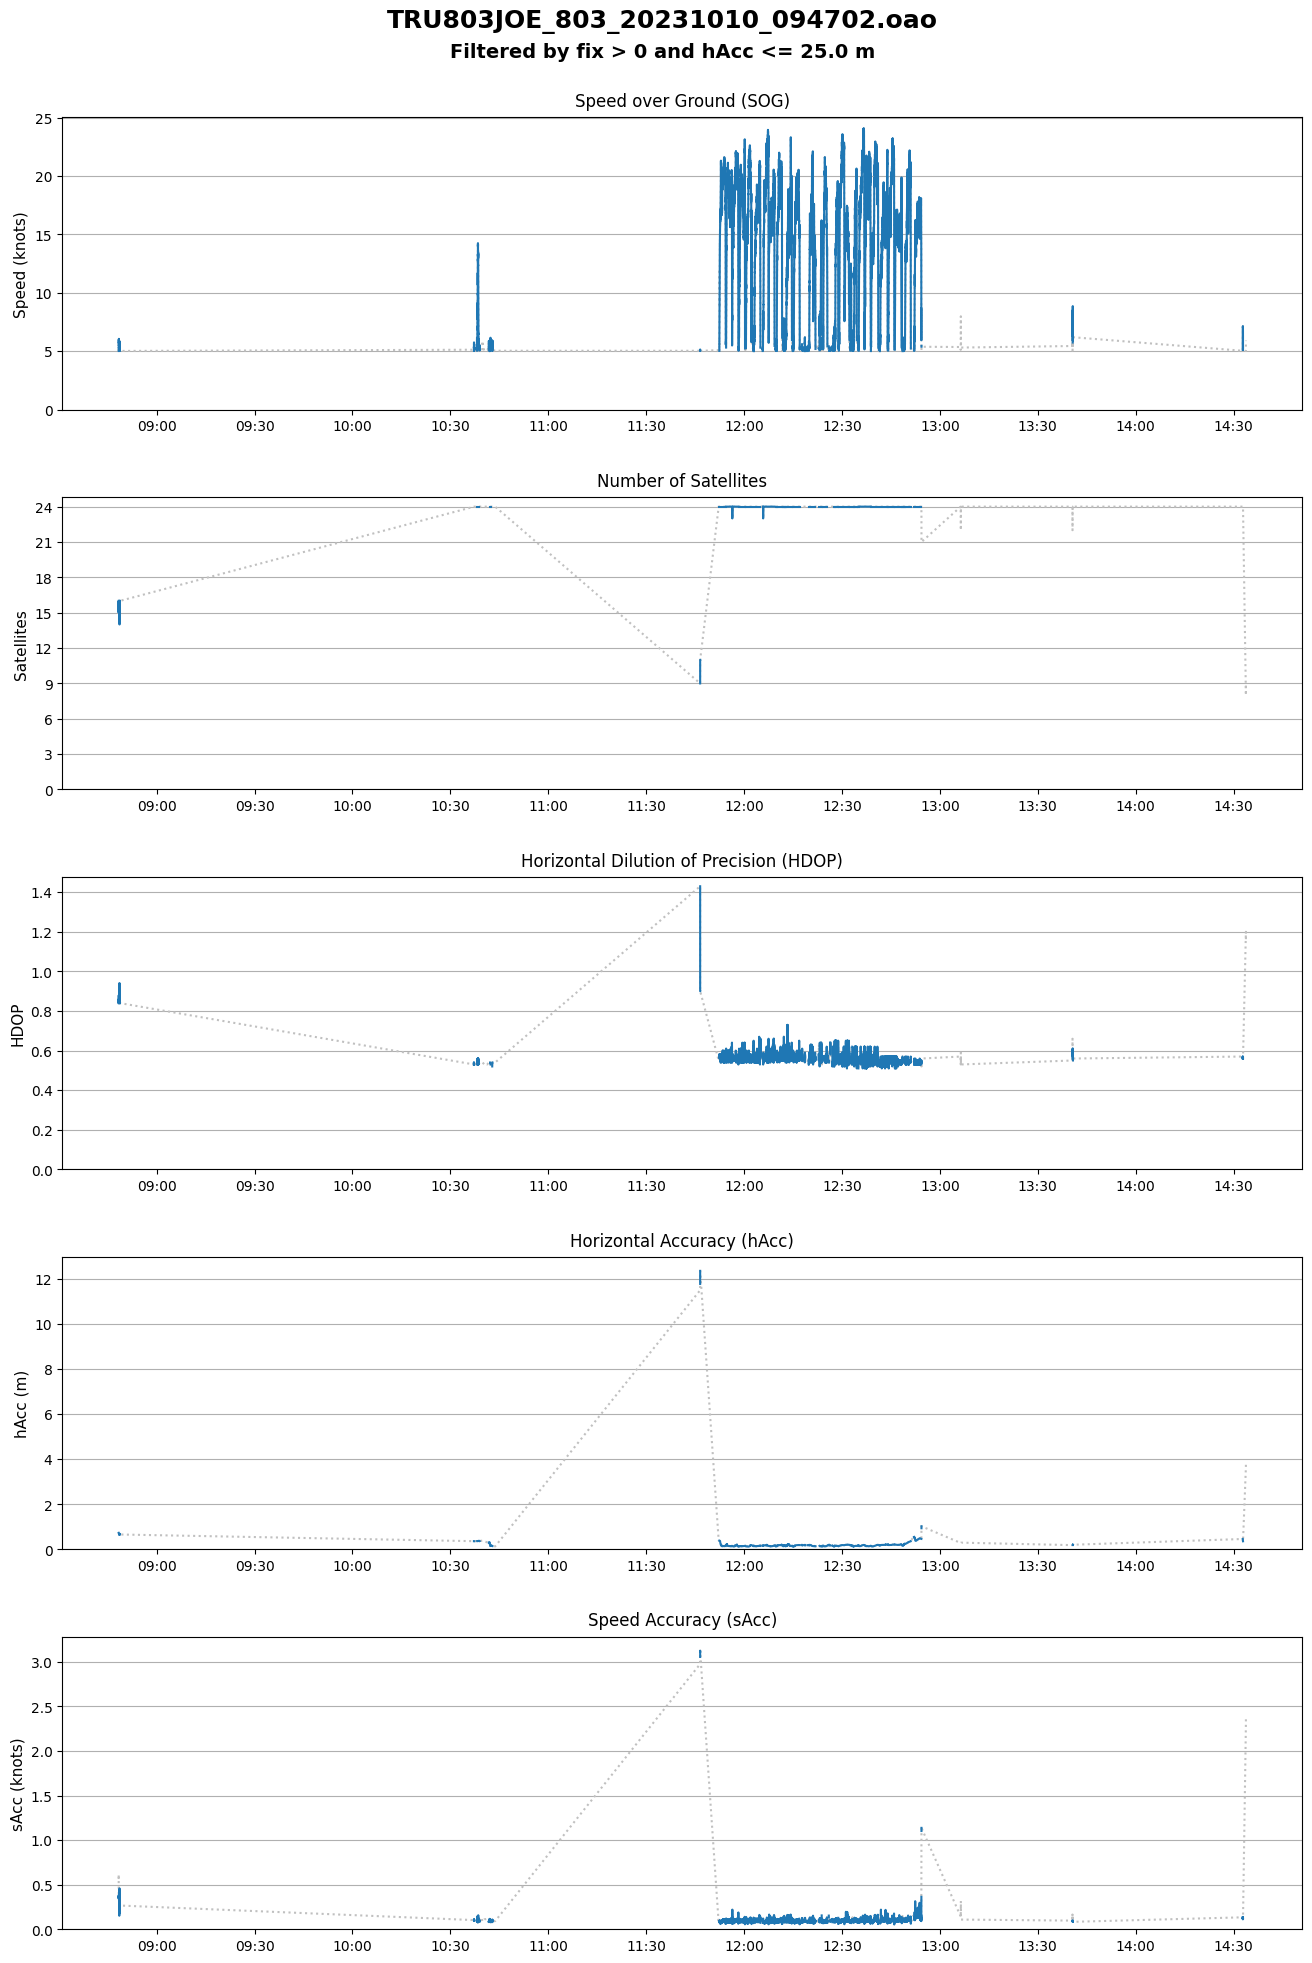 TRU803JOE_803_20231010_094702.oao
Filtered by fix > 0 and hAcc <= 25.0 m
Speed over Ground (SOG)
Speed (knots)
25
20
15
10
5
0
09:00 09:30 10:00 10:30 11:00 11:30 12:00 12:30 13:00 13:30 14:00 14:30
Number of Satellites
Satellites
24
21
18
15
12
9
6
3
0
09:00 09:30 10:00 10:30 11:00 11:30 12:00 12:30 13:00 13:30 14:00 14:30
Horizontal Dilution of Precision (HDOP)
HDOP
1.4
1.2
1.0
0.8
0.6
0.4
0.2
0.0
09:00 09:30 10:00 10:30 11:00 11:30 12:00 12:30 13:00 13:30 14:00 14:30
Horizontal Accuracy (hAcc)
hAcc (m)
12
10
8
6
4
2
0
09:00 09:30 10:00 10:30 11:00 11:30 12:00 12:30 13:00 13:30 14:00 14:30
Speed Accuracy (sAcc)
sAcc (knots)
3.0
2.5
2.0
1.5
1.0
0.5
0.0
09:00 09:30 10:00 10:30 11:00 11:30 12:00 12:30 13:00 13:30 14:00 14:30